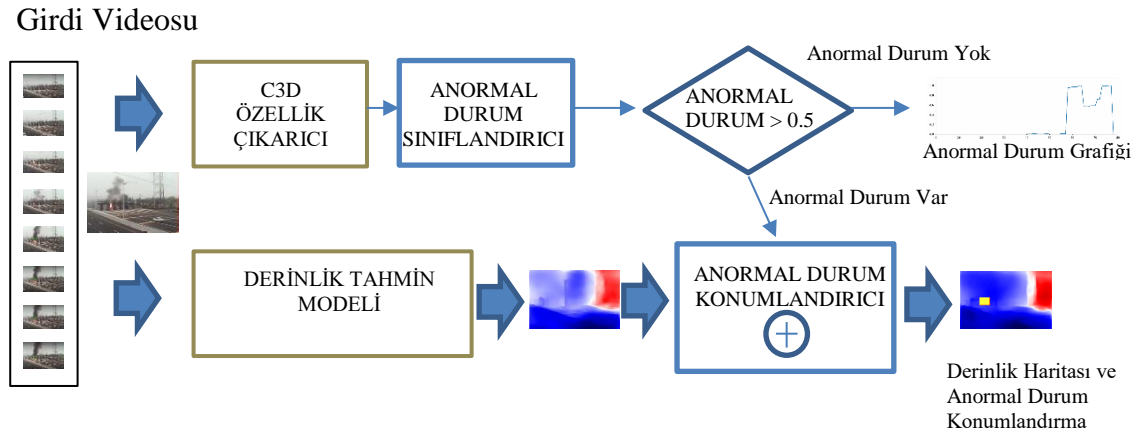 Girdi Videosu
C3D
ÖZELLİK
ÇIKARICI
ANORMAL
DURUM
SINIFLANDIRICI
ANORMAL
DURUM > 0.5
Anormal Durum Yok
Anormal Durum Grafiği
Anormal Durum Var
DERİNLİK TAHMİN
MODELİ
ANORMAL DURUM
KONUMLANDIRICI
Derinlik Haritası ve
Anormal Durum
Konumlandırma